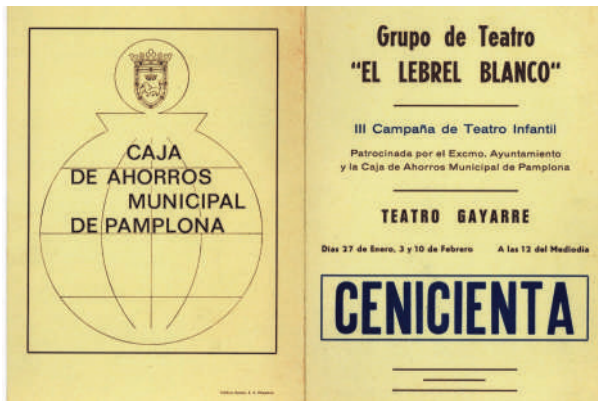 CAJA
DE AHORROS
MUNICIPAL
DE PAMPLONA
Grupo de Teatro
"EL LEBREL BLANCO"
III Campaña de Teatro Infantil
Patrocinada por el Excmo. Ayuntamiento
y la Caja de Ahorros Municipal de Pamplona
TEATRO GAYARRE
Días 27 de Enero, 3 y 10 de Febrero A las 12 del Mediodía
CENICIENTA